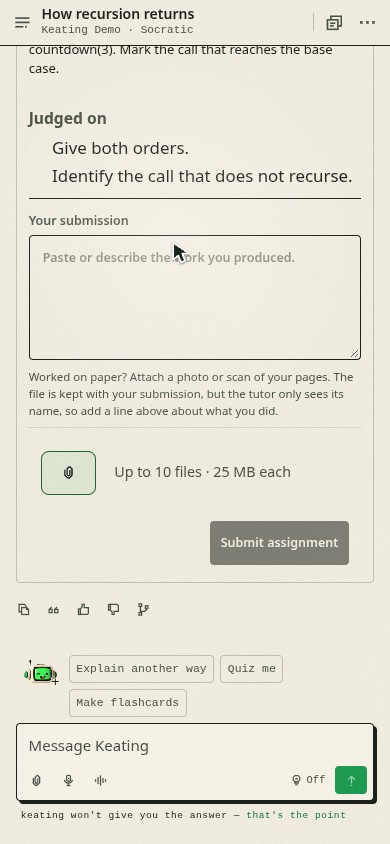 How recursion returns
Keating Demo · Socratic
countdown(3). Mark the call that reaches the base
case.
Judged on
Give both orders.
Identify the call that does not recurse.
Your submission
Paste or describe the work you produced.
Worked on paper? Attach a photo or scan of your pages. The
file is kept with your submission, but the tutor only sees its
name, so add a line above about what you did.
Up to 10 files · 25 MB each
Submit assignment
Explain another way
Quiz me
Make flashcards
Message Keating
Off
keating won't give you the answer — that's the point